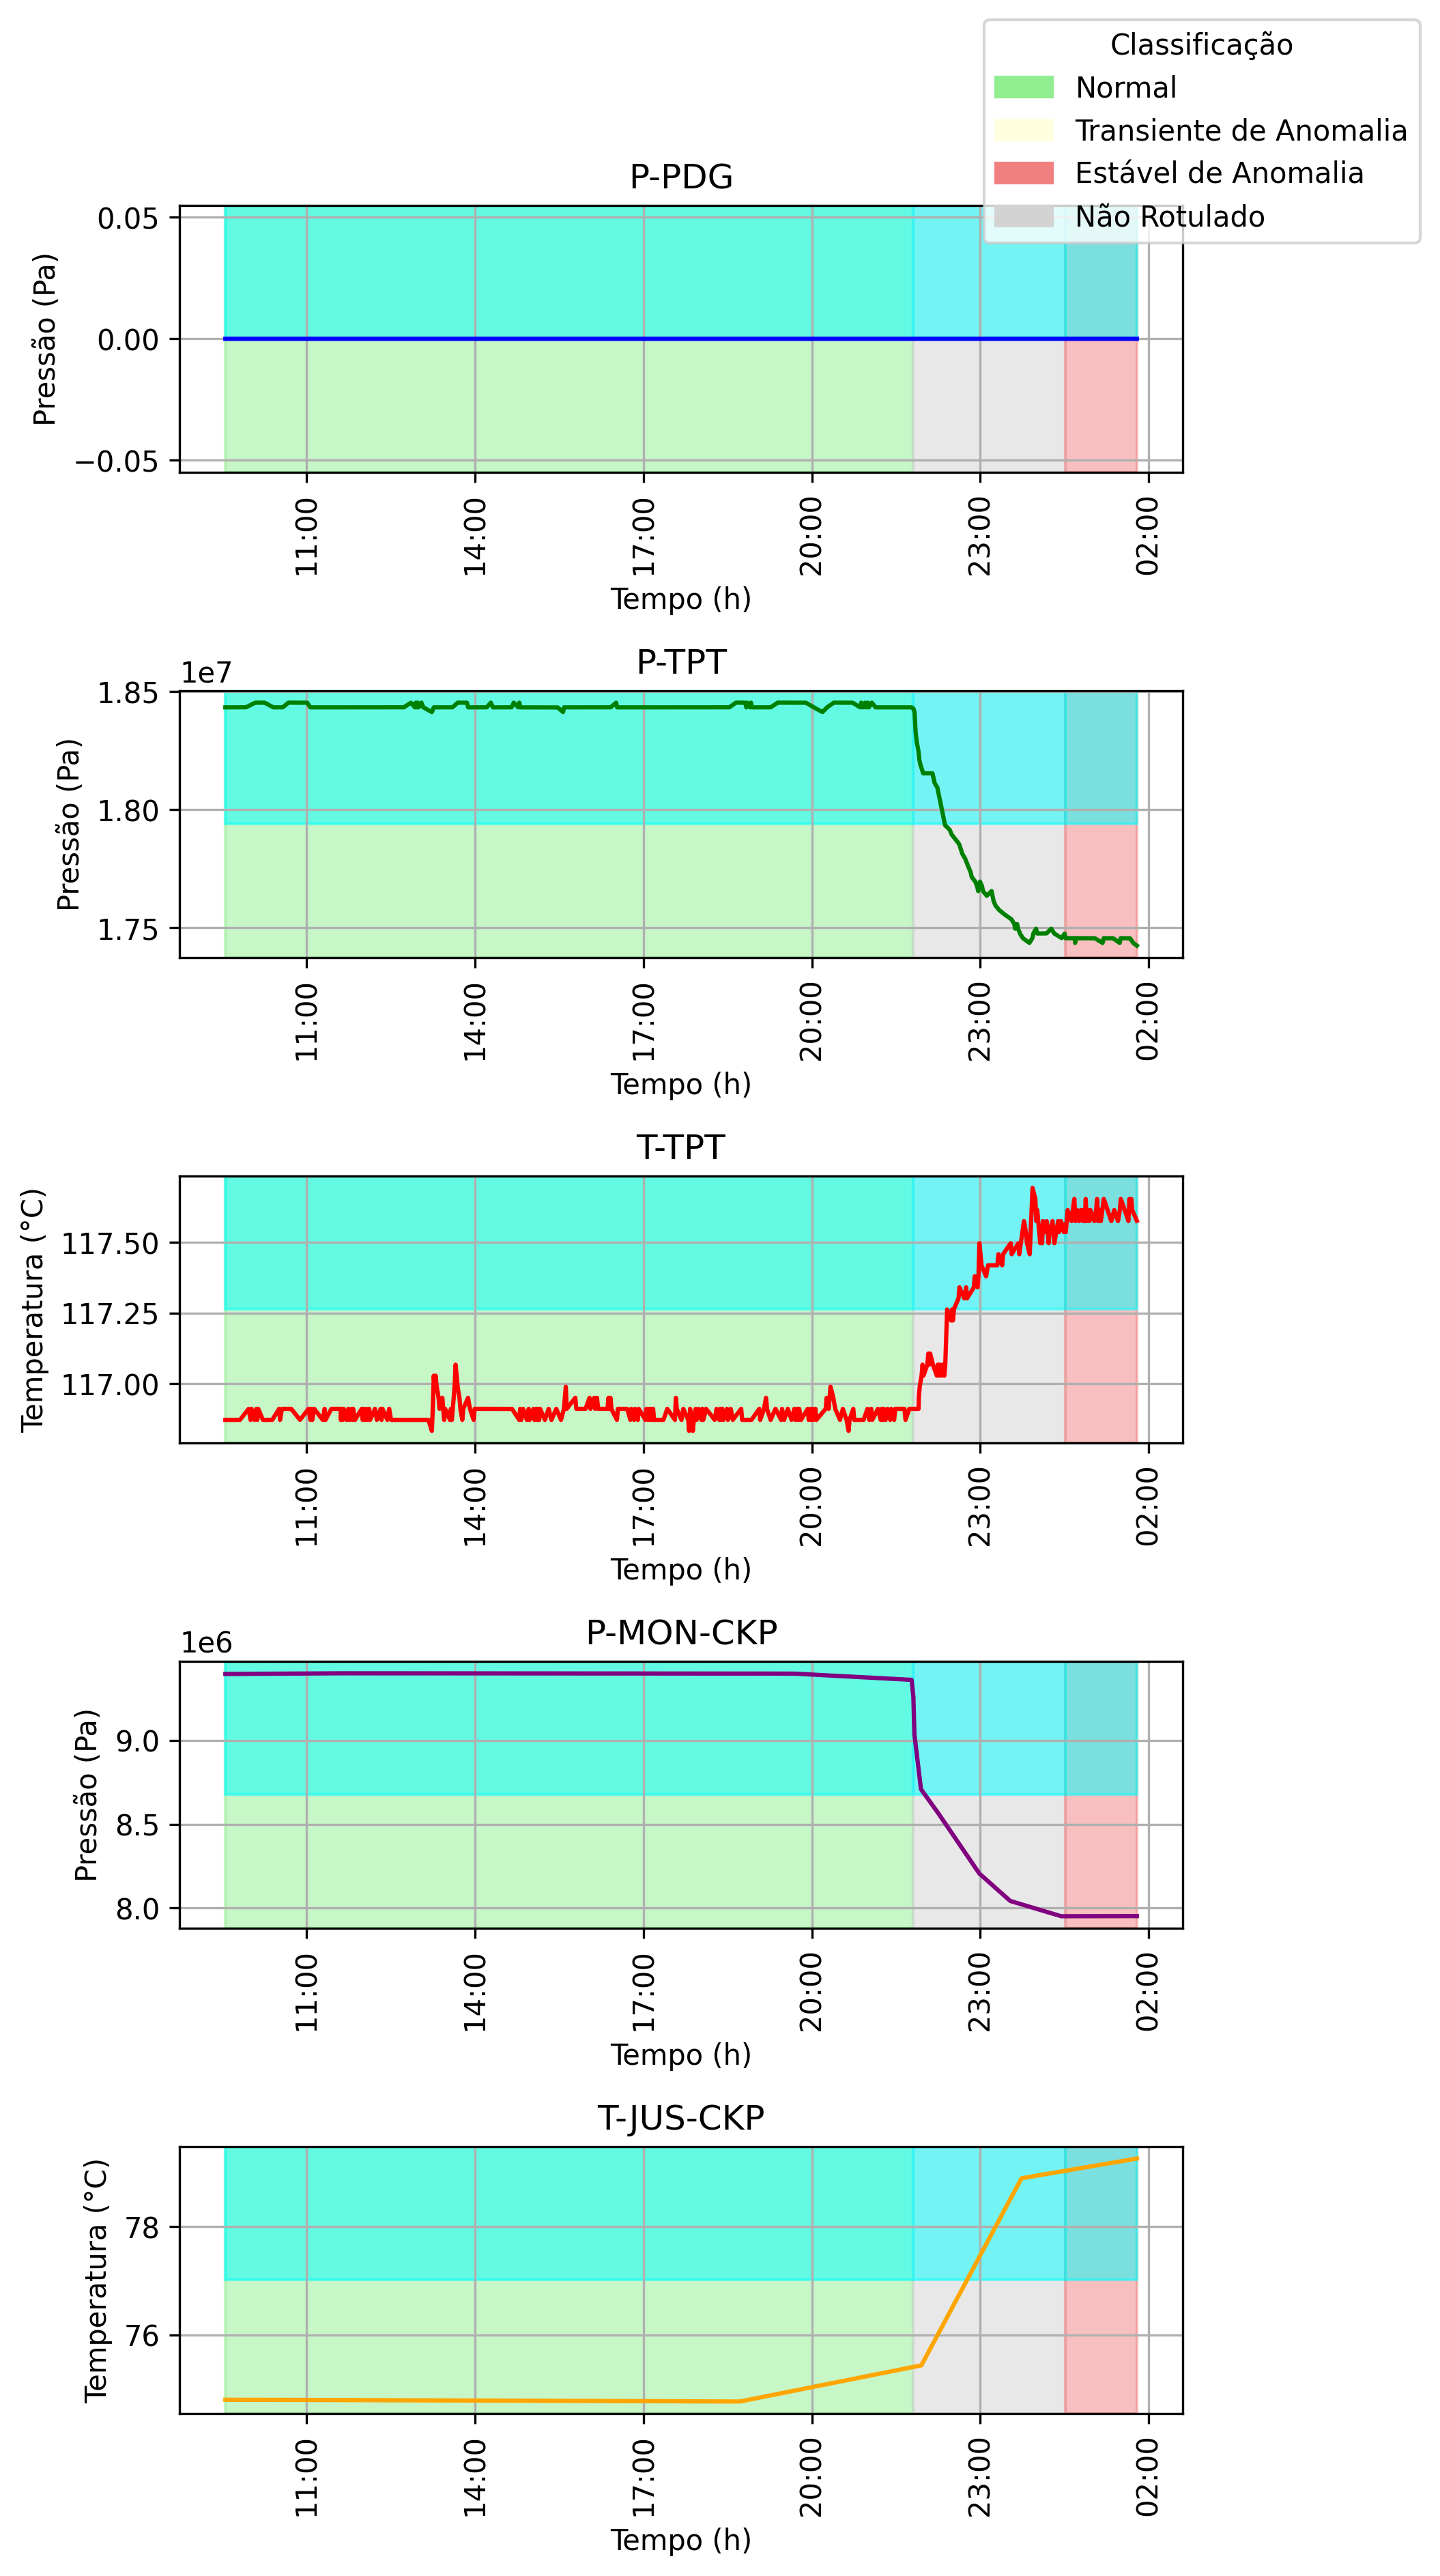 Classificação
Normal
Transiente de Anomalia
Estável de Anomalia
Não Rotulado
P-PDG
Pressão (Pa)
0.05
0.00
−0.05
11:00 14:00 17:00 20:00 23:00 02:00
Tempo (h)
P-TPT
1e7
Pressão (Pa)
1.85
1.80
1.75
11:00 14:00 17:00 20:00 23:00 02:00
Tempo (h)
T-TPT
Temperatura (°C)
117.50
117.25
117.00
11:00 14:00 17:00 20:00 23:00 02:00
Tempo (h)
P-MON-CKP
1e6
Pressão (Pa)
9.0
8.5
8.0
11:00 14:00 17:00 20:00 23:00 02:00
Tempo (h)
T-JUS-CKP
Temperatura (°C)
78
76
11:00 14:00 17:00 20:00 23:00 02:00
Tempo (h)